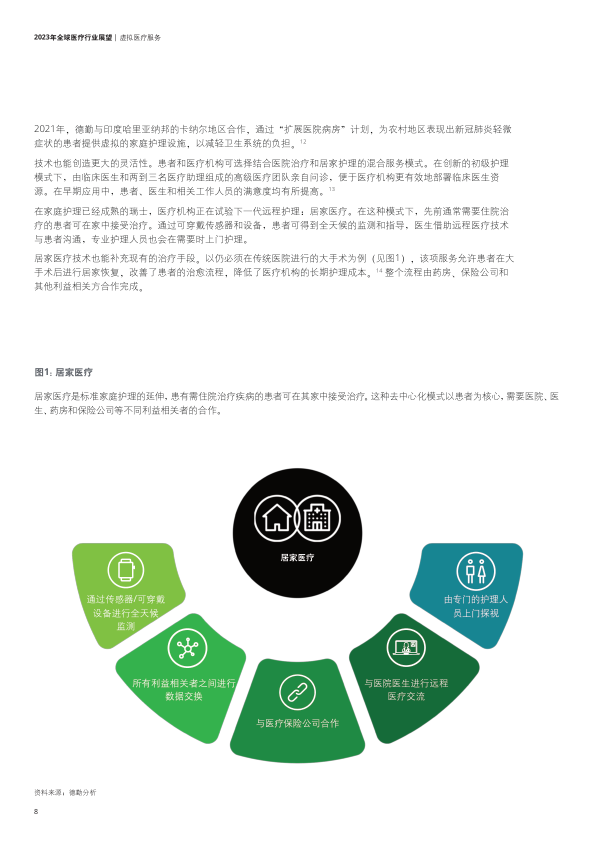 2023年全球医疗行业展望 | 虚拟医疗服务
2021年，德勤与印度哈里亚纳邦的卡纳尔地区合作，通过“扩展医院病房”计划，为农村地区表现出新冠肺炎轻微
症状的患者提供虚拟的家庭护理设施，以减轻卫生系统的负担。12
技术也能创造更大的灵活性。患者和医疗机构可选择结合医院治疗和居家护理的混合服务模式。在创新的初级护理
模式下，由临床医生和两到三名医疗助理组成的高级医疗团队亲自问诊，便于医疗机构更有效地部署临床医生资
源。在早期应用中，患者、医生和相关工作人员的满意度均有所提高。13
在家庭护理已经成熟的瑞士，医疗机构正在试验下一代远程护理：居家医疗。在这种模式下，先前通常需要住院治
疗的患者可在家中接受治疗。通过可穿戴传感器和设备，患者可得到全天候的监测和指导，医生借助远程医疗技术
与患者沟通，专业护理人员也会在需要时上门护理。
居家医疗技术也能补充现有的治疗手段。以仍必须在传统医院进行的大手术为例（见图1），该项服务允许患者在大
手术后进行居家恢复，改善了患者的治愈流程，降低了医疗机构的长期护理成本。14 整个流程由药房、保险公司和
其他利益相关方合作完成。
图1：居家医疗
居家医疗是标准家庭护理的延伸，患有需住院治疗疾病的患者可在其家中接受治疗。这种去中心化模式以患者为核心，需要医院、医
生、药房和保险公司等不同利益相关者的合作。
居家医疗
通过传感器/可穿戴
设备进行全天候
监测
所有利益相关者之间进行
数据交换
与医疗保险公司合作
与医院医生进行远程
医疗交流
由专门的护理人
员上门探视
资料来源：德勤分析
8